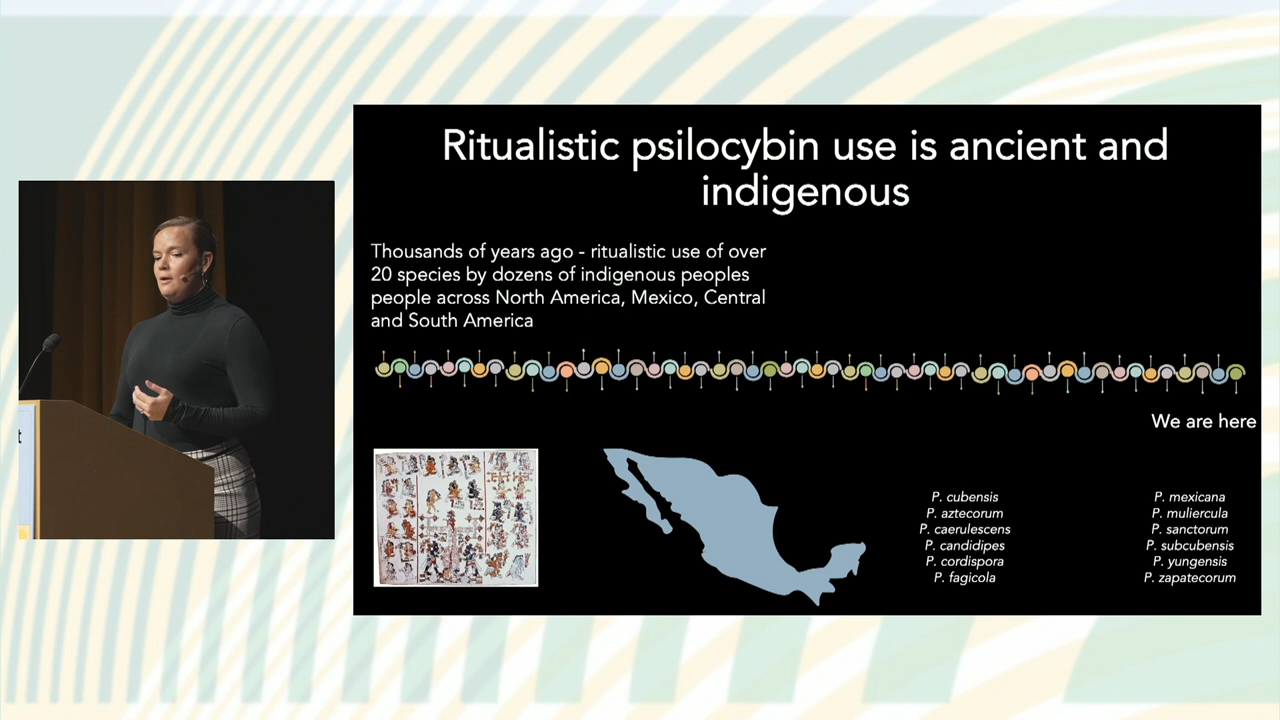 Ritualistic psilocybin use is ancient and
indigenous
Thousands of years ago - ritualistic use of over
20 species by dozens of indigenous peoples
people across North America, Mexico, Central
and South America
We are here
P. cubensis
P. aztecorum
P. caerulescens
P. candidipes
P. cordispora
P. fagicola
P. mexicana
P. muliercula
P. sanctorum
P. subcubensis
P. yungensis
P. zapatecorum
t